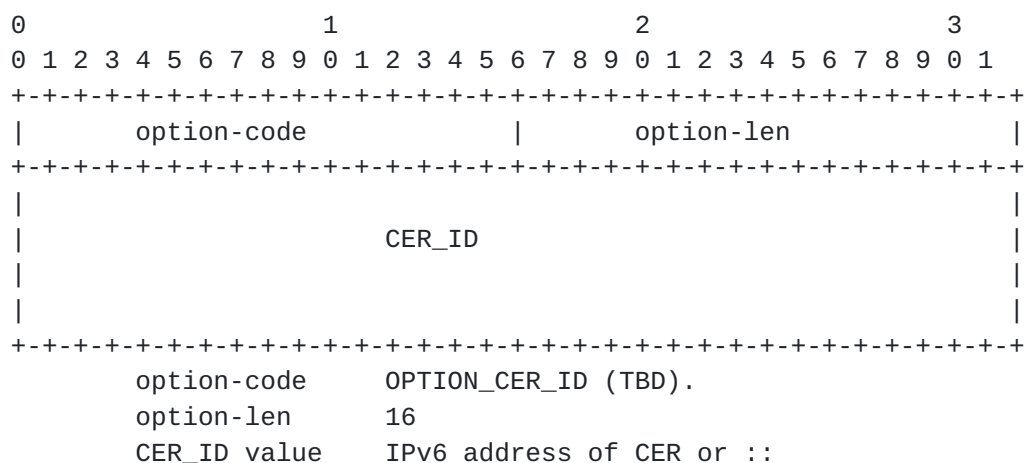 0                   1                   2                   3
0 1 2 3 4 5 6 7 8 9 0 1 2 3 4 5 6 7 8 9 0 1 2 3 4 5 6 7 8 9 0 1
+-+-+-+-+-+-+-+-+-+-+-+-+-+-+-+-+-+-+-+-+-+-+-+-+-+-+-+-+-+-+-+-+
|       option-code             |       option-len              |
+-+-+-+-+-+-+-+-+-+-+-+-+-+-+-+-+-+-+-+-+-+-+-+-+-+-+-+-+-+-+-+-+
|                                                               |
|                       CER_ID                                  |
|                                                               |
|                                                               |
+-+-+-+-+-+-+-+-+-+-+-+-+-+-+-+-+-+-+-+-+-+-+-+-+-+-+-+-+-+-+-+-+
        option-code     OPTION_CER_ID (TBD).
        option-len      16
        CER_ID value    IPv6 address of CER or ::